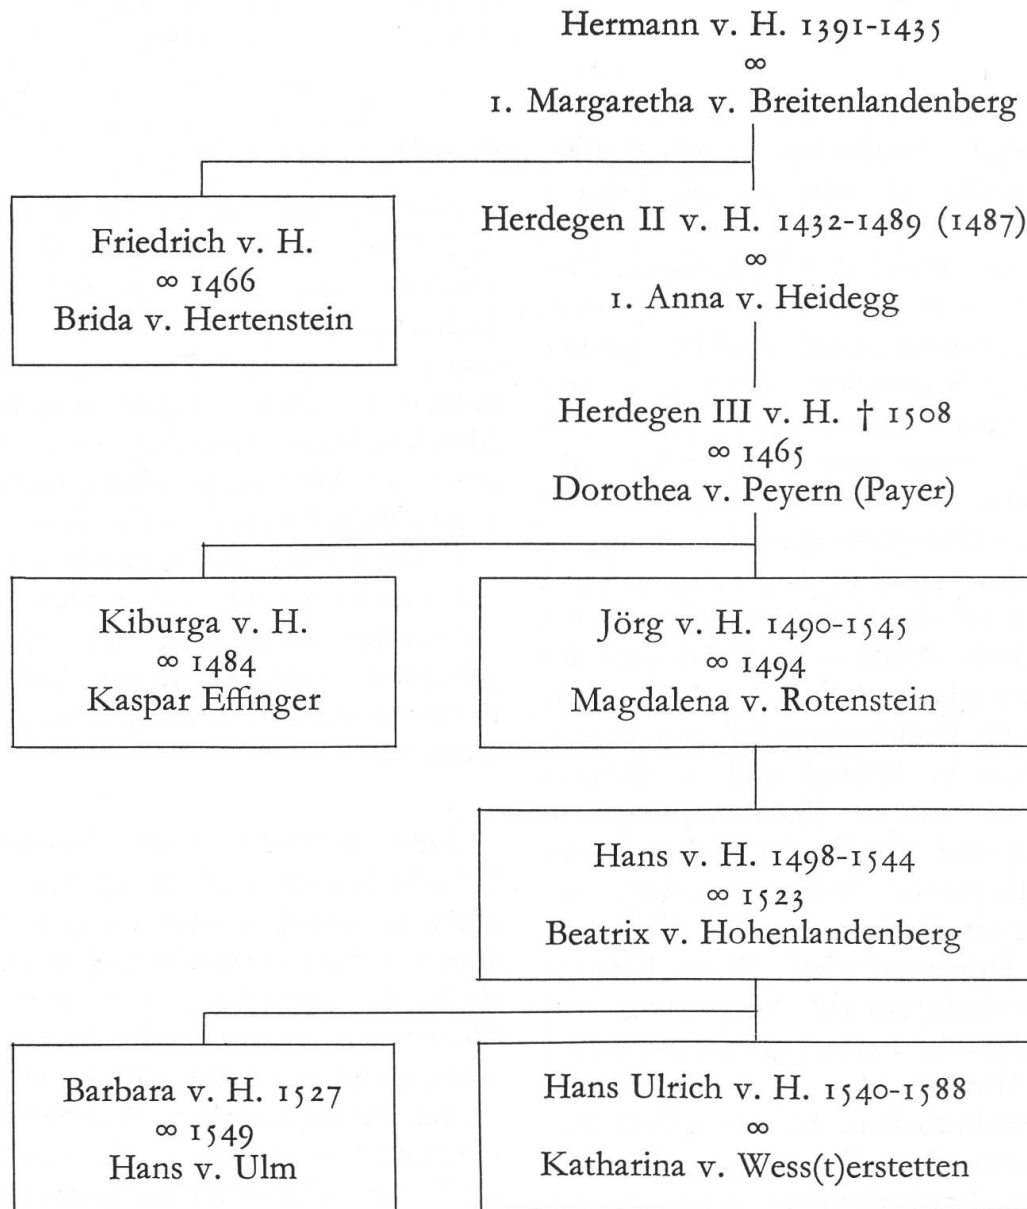 Hermann v. H. 1391-1435
∞
1. Margaretha v. Breitenlandenberg
Friedrich v. H.
∞ 1466
Brida v. Hertenstein
Herdegen II v. H. 1432-1489 (1487)
∞
1. Anna v. Heidegg
Herdegen III v. H. † 1508
∞ 1465
Dorothea v. Peyern (Payer)
Kiburga v. H.
∞ 1484
Kaspar Effinger
Jörg v. H. 1490-1545
∞ 1494
Magdalena v. Rotenstein
Hans v. H. 1498-1544
∞ 1523
Beatrix v. Hohenlandenberg
Barbara v. H. 1527
∞ 1549
Hans v. Ulm
Hans Ulrich v. H. 1540-1588
∞
Katharina v. Wess(t)erstetten